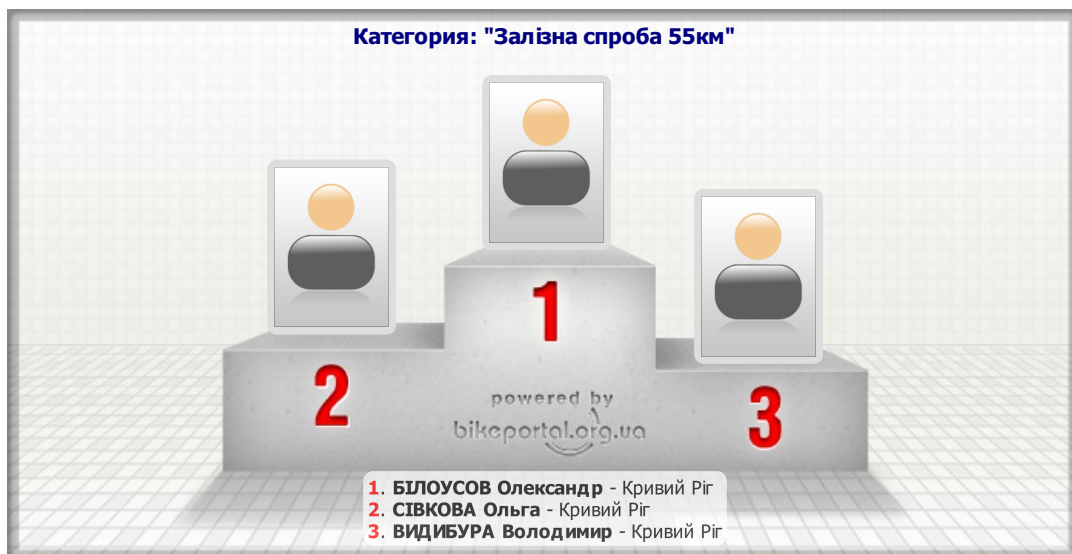 Категория: "Залізна спроба 55км"
1
2
3
powered by
bikeportal.org.ua
1. БІЛОУСОВ Олександр - Кривий Ріг
2. СІВКОВА Ольга - Кривий Ріг
3. ВИДИБУРА Володимир - Кривий Ріг